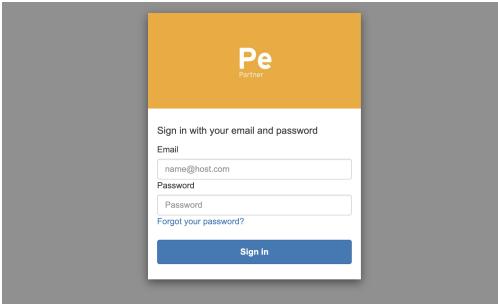 Pe
Partner
Sign in with your email and password
Email
name@host.com
Password
Password
Forgot your password?
Sign in